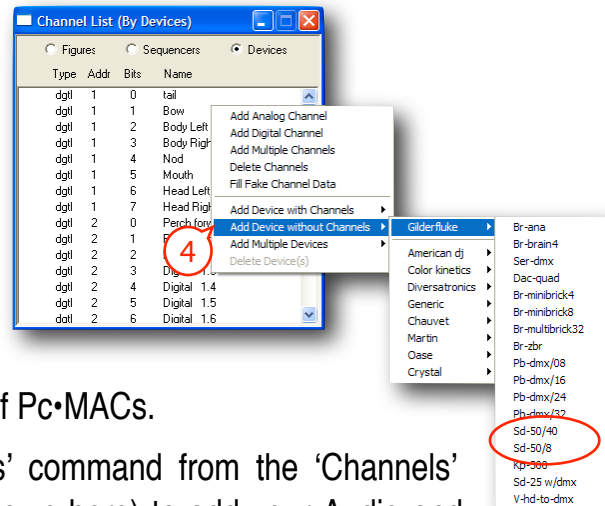 Channel List (By Devices)
Figures Sequencers Devices
Type Addr Bits Name
dgtl 1 0 tail
dgtl 1 1 Bow
dgtl 1 2 Body Left
dgtl 1 3 Body Righ
dgtl 1 4 Nod
dgtl 1 5 Mouth
dgtl 1 6 Head Left
dgtl 1 7 Head Righ
dgtl 2 0 Perch forw
dgtl 2 1
dgtl 2 2
dgtl 2 3
dgtl 2 4 Digital 1.4
dgtl 2 5 Digital 1.5
dgtl 2 6 Digital 1.6
Add Analog Channel
Add Digital Channel
Add Multiple Channels
Delete Channels
Fill Fake Channel Data
Add Device with Channels
Add Device without Channels
Add Multiple Devices
Delete Device(s)
4
Gilderfluke
American dj
Color kinetics
Diversatronics
Generic
Chauvet
Martin
Oase
Crystal
Br-ana
Br-brain4
Ser-dmx
Dac-quad
Br-minibrick4
Br-minibrick8
Br-multibrick32
Br-zbr
Pb-dmx/08
Pb-dmx/16
Pb-dmx/24
Pb-dmx/32
Sd-50/40
Sd-50/8
Kp-500
Sd-25 w/dmx
V-hd-to-dmx
f Pc•MACs.
s’ command from the ‘Channels’